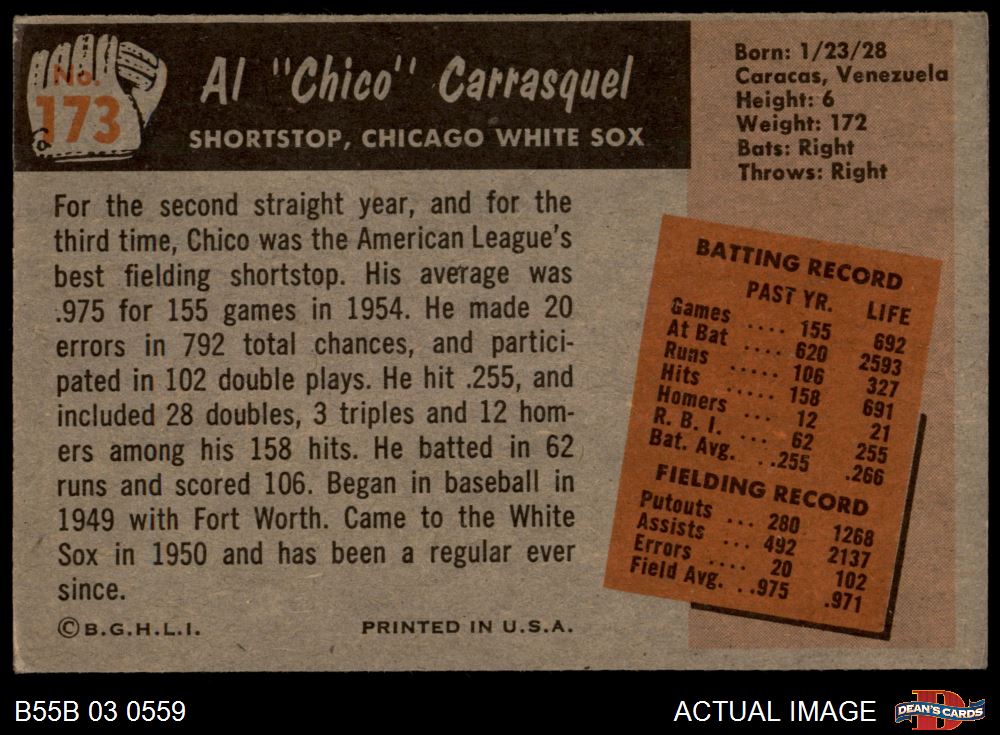 No.
173
Al "Chico" Carrasquel
SHORTSTOP, CHICAGO WHITE SOX
Born: 1/23/28
Caracas, Venezuela
Height: 6
Weight: 172
Bats: Right
Throws: Right
For the second straight year, and for the
third time, Chico was the American League's
best fielding shortstop. His average was
.975 for 155 games in 1954. He made 20
errors in 792 total chances, and partici-
pated in 102 double plays. He hit .255, and
included 28 doubles, 3 triples and 12 hom-
ers among his 158 hits. He batted in 62
runs and scored 106. Began in baseball in
1949 with Fort Worth. Came to the White
Sox in 1950 and has been a regular ever
since.
BATTING RECORD
PAST YR. LIFE
Games .... 155 692
At Bat .... 620 2593
Runs ..... 106 327
Hits ..... 158 691
Homers ... 12 21
R. B. I. ... 62 255
Bat. Avg. ..255 .266
FIELDING RECORD
Putouts ... 280 1268
Assists ... 492 2137
Errors .... 20 102
Field Avg. ..975 .971
©B.G.H.L.I. PRINTED IN U.S.A.
B55B 03 0559 ACTUAL IMAGE DEAN'S CARDS